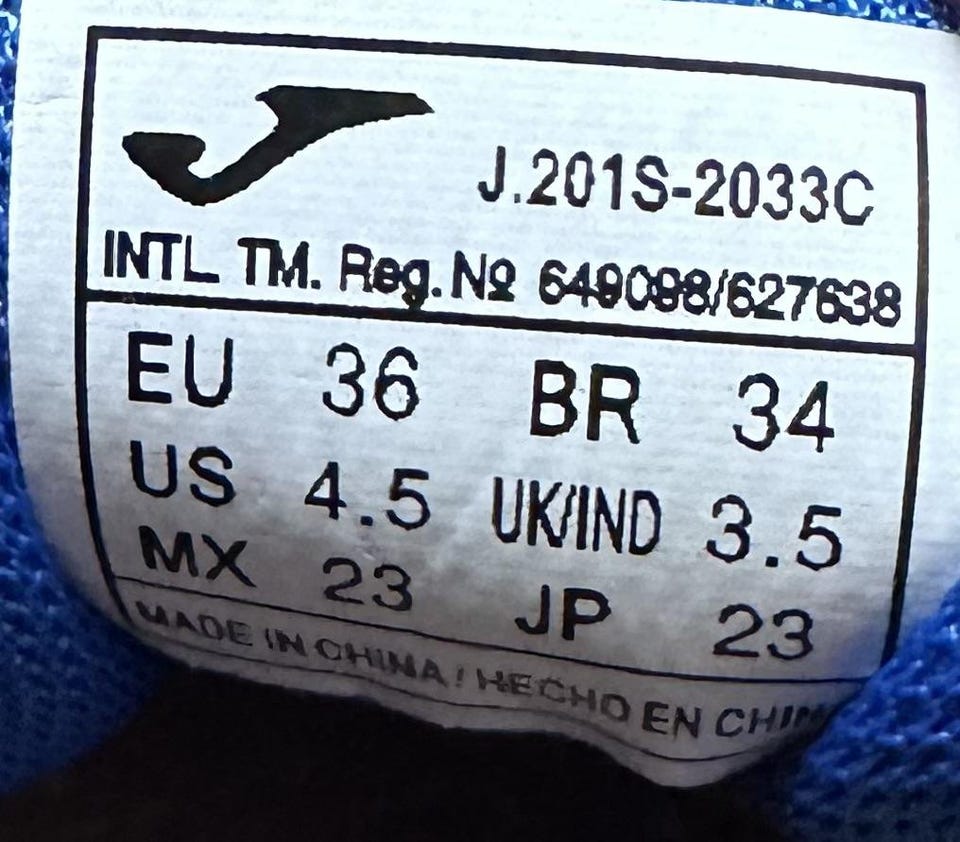 J.201S-2033C
INTL TM. Reg. Nº 649098/627638
EU 36 BR 34
US 4.5 UK/IND 3.5
MX 23 JP 23
MADE IN CHINA / HECHO EN CHIN